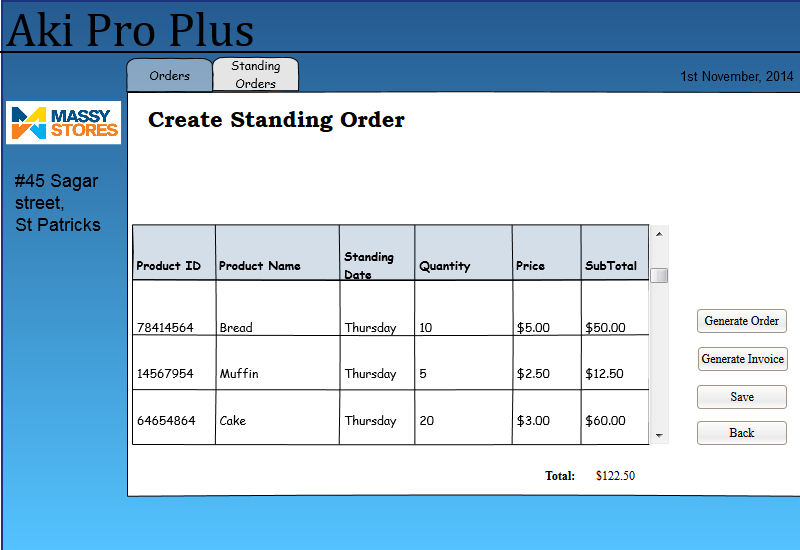 Aki Pro Plus
Orders
Standing
Orders
1st November, 2014
MASSY
STORES
Create Standing Order
#45 Sagar
street,
St Patricks
Product ID Product Name Standing Date Quantity Price SubTotal
78414564 Bread Thursday 10 $5.00 $50.00
14567954 Muffin Thursday 5 $2.50 $12.50
64654864 Cake Thursday 20 $3.00 $60.00
Generate Order
Generate Invoice
Save
Back
Total: $122.50